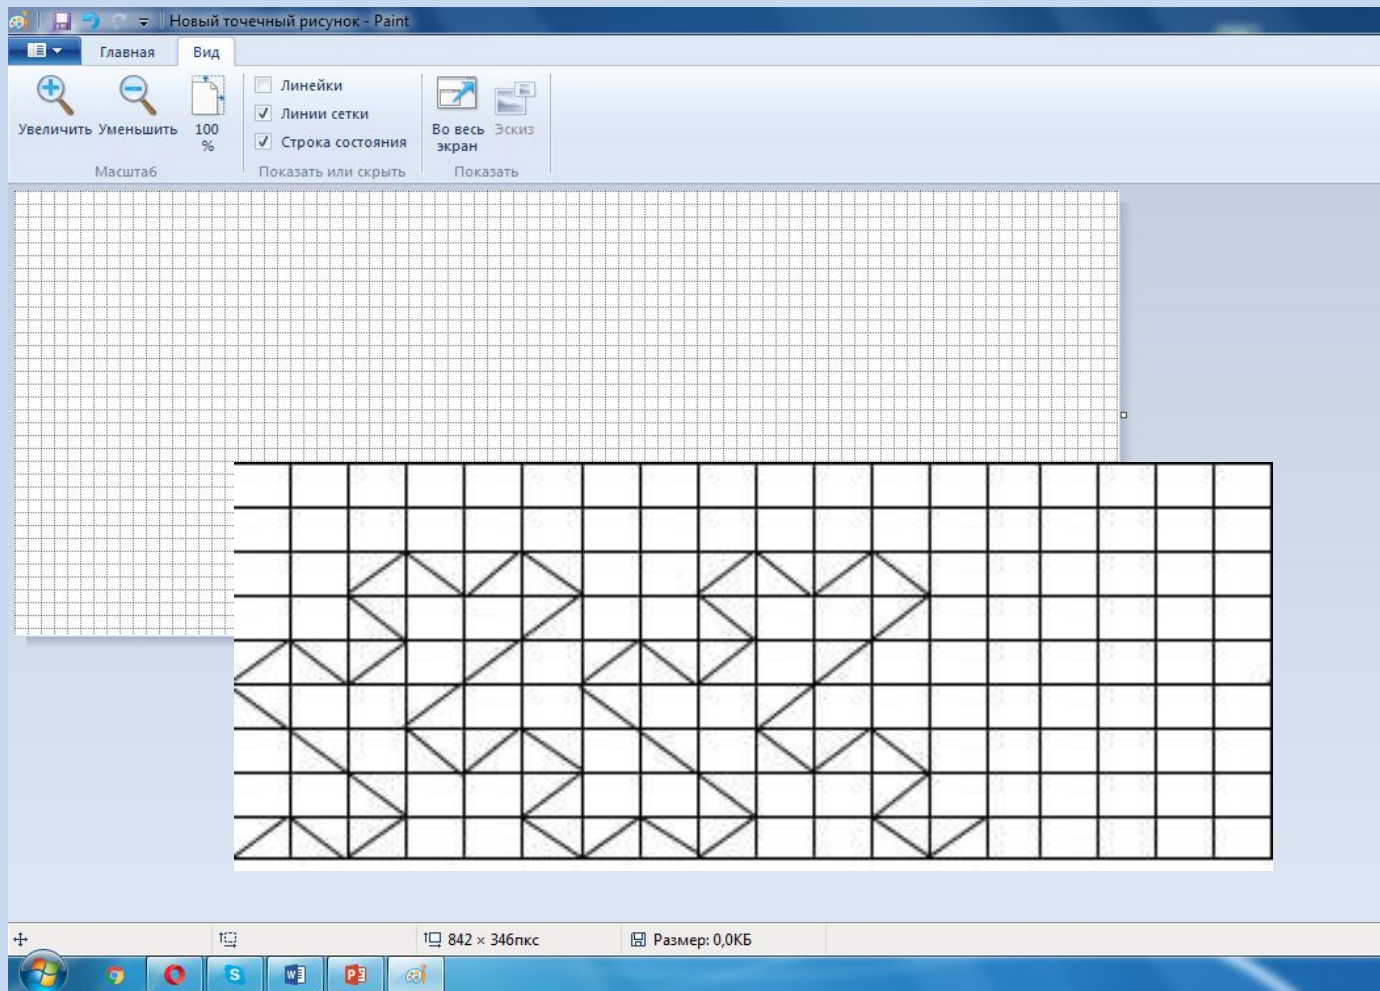 Новый точечный рисунок - Paint
Главная Вид
Линейки
Линии сетки
Строка состояния
Увеличить Уменьшить 100 %
Во весь экран Эскиз
Масштаб Показать или скрыть Показать
842 × 346пкс Размер: 0,0КБ